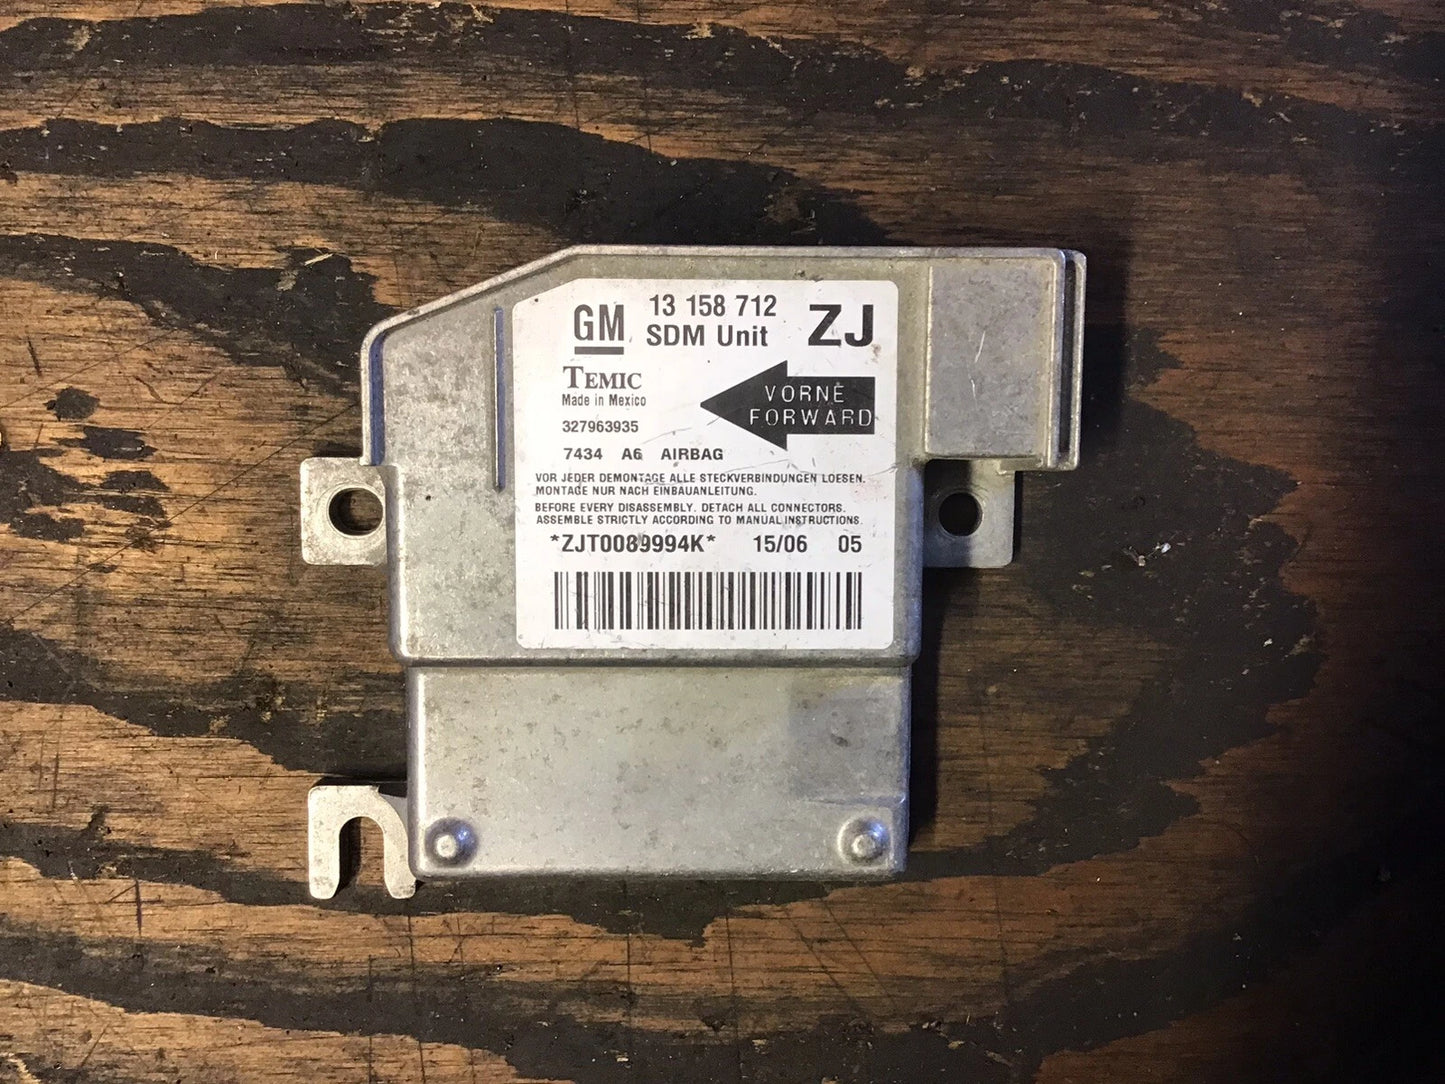 GM 13 158 712 ZJ
SDM Unit
TEMIC
Made in Mexico
VORNE
FORWARD
327963935
7434 A6 AIRBAG
VOR JEDER DEMONTAGE ALLE STECKVERBINDUNGEN LOESEN.
MONTAGE NUR NACH EINBAUANLEITUNG.
BEFORE EVERY DISASSEMBLY. DETACH ALL CONNECTORS.
ASSEMBLE STRICTLY ACCORDING TO MANUAL INSTRUCTIONS.
*ZJT0089994K* 15/06 05